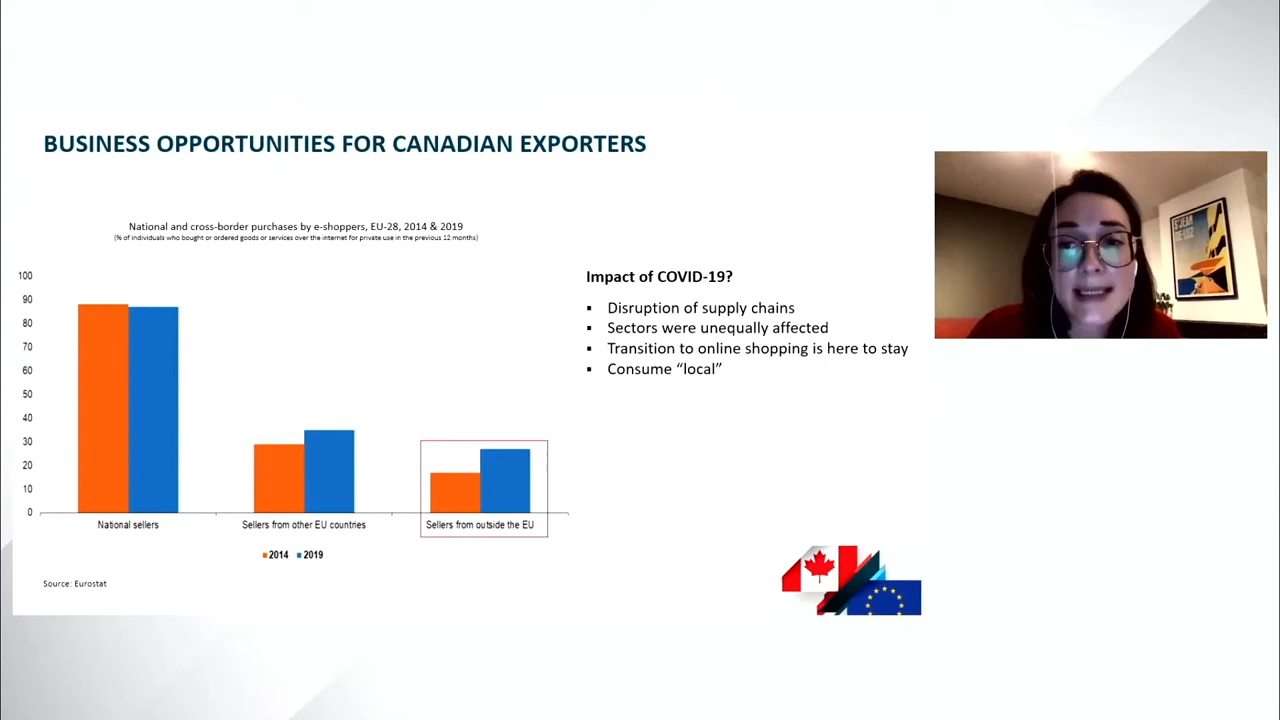 BUSINESS OPPORTUNITIES FOR CANADIAN EXPORTERS
National and cross-border purchases by e-shoppers, EU-28, 2014 & 2019
(% of individuals who bought or ordered goods or services over the internet for private use in the previous 12 months)
100
90
80
70
60
50
40
30
20
10
0
National sellers
Sellers from other EU countries
Sellers from outside the EU
2014
2019
Source: Eurostat
Impact of COVID-19?
▪ Disruption of supply chains
▪ Sectors were unequally affected
▪ Transition to online shopping is here to stay
▪ Consume “local”
ST JEAN
DE LUZ